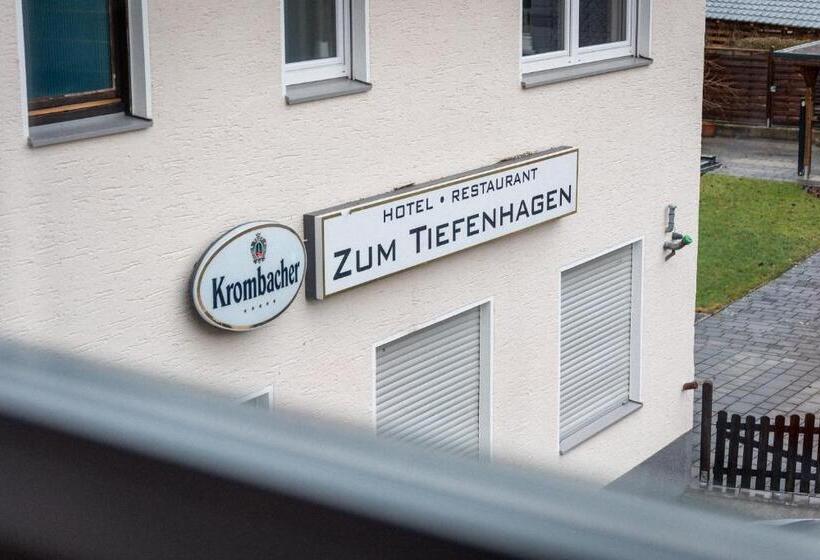 Krombacher
HOTEL • RESTAURANT
ZUM TIEFENHAGEN